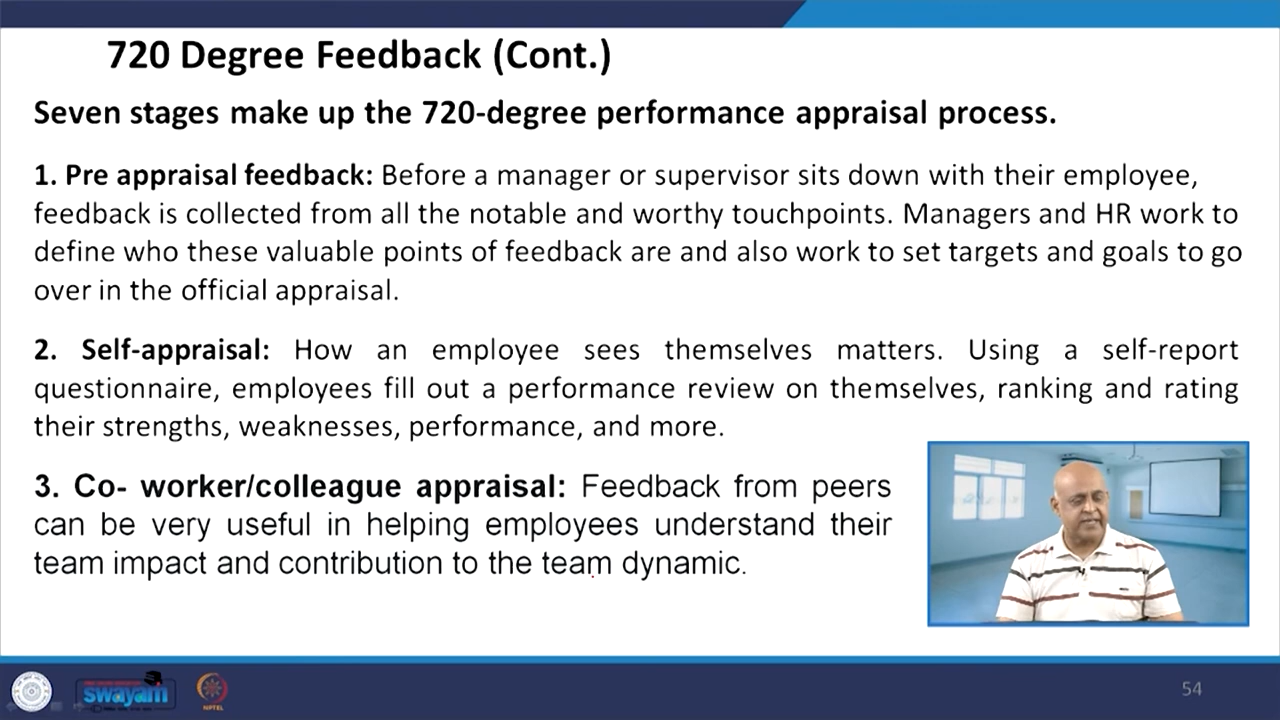 720 Degree Feedback (Cont.)
Seven stages make up the 720-degree performance appraisal process.
1. Pre appraisal feedback: Before a manager or supervisor sits down with their employee,
feedback is collected from all the notable and worthy touchpoints. Managers and HR work to
define who these valuable points of feedback are and also work to set targets and goals to go
over in the official appraisal.
2. Self-appraisal: How an employee sees themselves matters. Using a self-report
questionnaire, employees fill out a performance review on themselves, ranking and rating
their strengths, weaknesses, performance, and more.
3. Co- worker/colleague appraisal: Feedback from peers
can be very useful in helping employees understand their
team impact and contribution to the team dynamic.
swayam
NPTEL
54